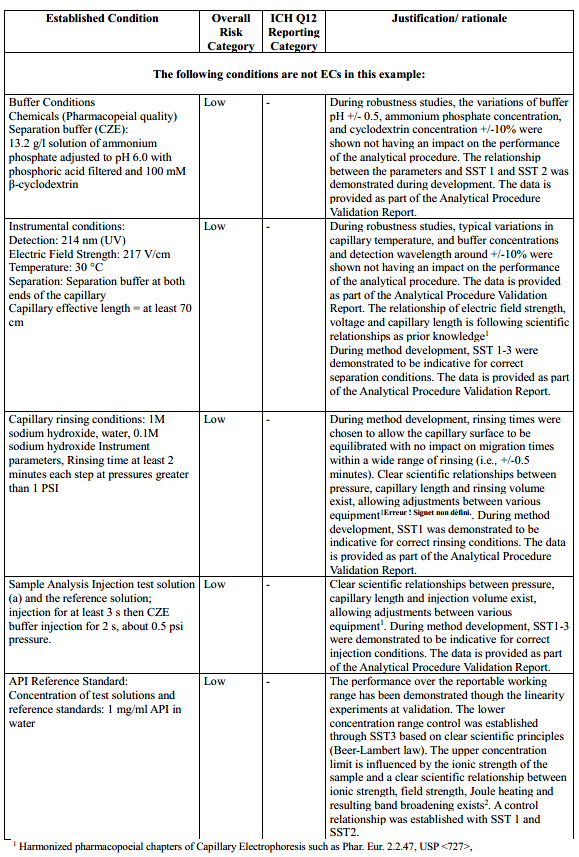 Established Condition
Overall
Risk
Category
ICH Q12
Reporting
Category
Justification/ rationale
The following conditions are not ECs in this example:
Buffer Conditions
Chemicals (Pharmacopeial quality)
Separation buffer (CZE):
13.2 g/l solution of ammonium
phosphate adjusted to pH 6.0 with
phosphoric acid filtered and 100 mM
β-cyclodextrin
Low
-
During robustness studies, the variations of buffer
pH +/- 0.5, ammonium phosphate concentration,
and cyclodextrin concentration +/-10% were
shown not having an impact on the performance
of the analytical procedure. The relationship
between the parameters and SST 1 and SST 2 was
demonstrated during development. The data is
provided as part of the Analytical Procedure
Validation Report.
Instrumental conditions:
Detection: 214 nm (UV)
Electric Field Strength: 217 V/cm
Temperature: 30 °C
Separation: Separation buffer at both
ends of the capillary
Capillary effective length = at least 70
cm
Low
-
During robustness studies, typical variations in
capillary temperature, and buffer concentrations
and detection wavelength around +/-10% were
shown not having an impact on the performance
of the analytical procedure. The data is provided
as part of the Analytical Procedure Validation
Report. The relationship of electric field strength,
voltage and capillary length is following scientific
relationships as prior knowledge1
During method development, SST 1-3 were
demonstrated to be indicative for correct
separation conditions. The data is provided as part
of the Analytical Procedure Validation Report.
Capillary rinsing conditions: 1M
sodium hydroxide, water, 0.1M
sodium hydroxide Instrument
parameters, Rinsing time at least 2
minutes each step at pressures greater
than 1 PSI
Low
-
During method development, rinsing times were
chosen to allow the capillary surface to be
equilibrated with no impact on migration times
within a wide range of rinsing (i.e., +/-0.5
minutes). Clear scientific relationships between
pressure, capillary length and rinsing volume
exist, allowing adjustments between various
equipment1Erreur ! Signet non défini.. During method
development, SST1 was demonstrated to be
indicative for correct rinsing conditions. The data
is provided as part of the Analytical Procedure
Validation Report.
Sample Analysis Injection test solution
(a) and the reference solution;
injection for at least 3 s then CZE
buffer injection for 2 s, about 0.5 psi
pressure.
Low
-
Clear scientific relationships between pressure,
capillary length and injection volume exist,
allowing adjustments between various
equipment1. During method development, SST1-3
were demonstrated to be indicative for correct
injection conditions. The data is provided as part
of the Analytical Procedure Validation Report.
API Reference Standard:
Concentration of test solutions and
reference standards: 1 mg/ml API in
water
Low
-
The performance over the reportable working
range has been demonstrated though the linearity
experiments at validation. The lower
concentration range control was established
through SST3 based on clear scientific principles
(Beer-Lambert law). The upper concentration
limit is influenced by the ionic strength of the
sample and a clear scientific relationship between
ionic strength, field strength, Joule heating and
resulting band broadening exists2. A control
relationship was established with SST 1 and
SST2.
1 Harmonized pharmacopoeial chapters of Capillary Electrophoresis such as Phar. Eur. 2.2.47, USP <727>,